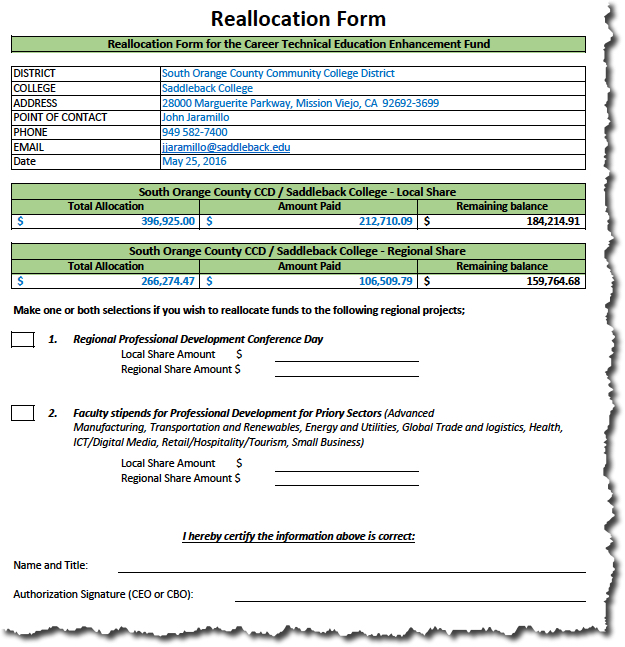 Reallocation Form
Reallocation Form for the Career Technical Education Enhancement Fund
DISTRICT South Orange County Community College District
COLLEGE Saddleback College
ADDRESS 28000 Marguerite Parkway, Mission Viejo, CA 92692-3699
POINT OF CONTACT John Jaramillo
PHONE 949 582-7400
EMAIL jjaramillo@saddleback.edu
Date May 25, 2016
South Orange County CCD / Saddleback College - Local Share
Total Allocation Amount Paid Remaining balance
$ 396,925.00 $ 212,710.09 $ 184,214.91
South Orange County CCD / Saddleback College - Regional Share
Total Allocation Amount Paid Remaining balance
$ 266,274.47 $ 106,509.79 $ 159,764.68
Make one or both selections if you wish to reallocate funds to the following regional projects;
1. Regional Professional Development Conference Day
Local Share Amount $
Regional Share Amount $
2. Faculty stipends for Professional Development for Priory Sectors (Advanced
Manufacturing, Transportation and Renewables, Energy and Utilities, Global Trade and logistics, Health,
ICT/Digital Media, Retail/Hospitality/Tourism, Small Business)
Local Share Amount $
Regional Share Amount $
I hereby certify the information above is correct:
Name and Title:
Authorization Signature (CEO or CBO):